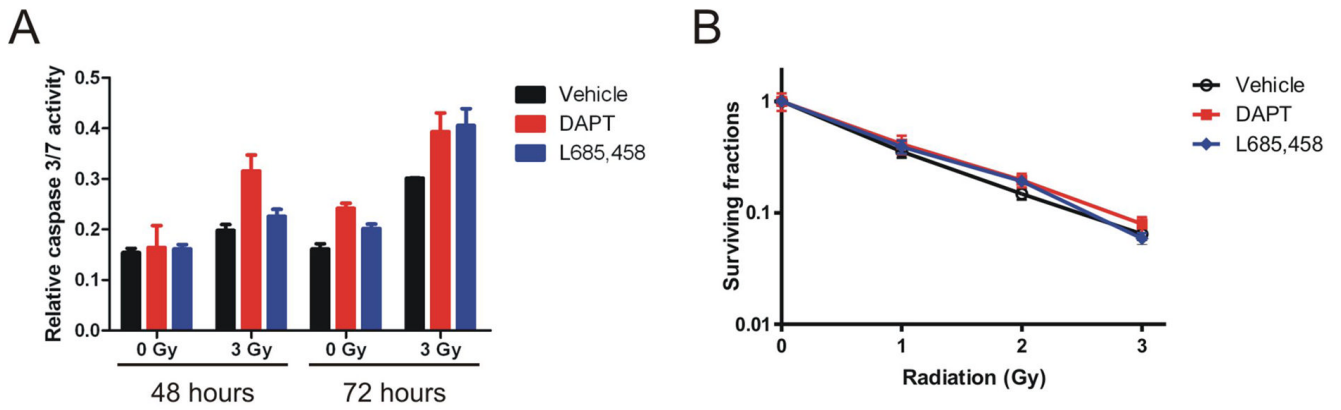 A
Relative caspase 3/7 activity
0.5
0.4
0.3
0.2
0.1
0.0
0 Gy 3 Gy 0 Gy 3 Gy
48 hours 72 hours
Vehicle
DAPT
L685,458
B
Surviving fractions
1
0.1
0.01
0 1 2 3
Radiation (Gy)
Vehicle
DAPT
L685,458